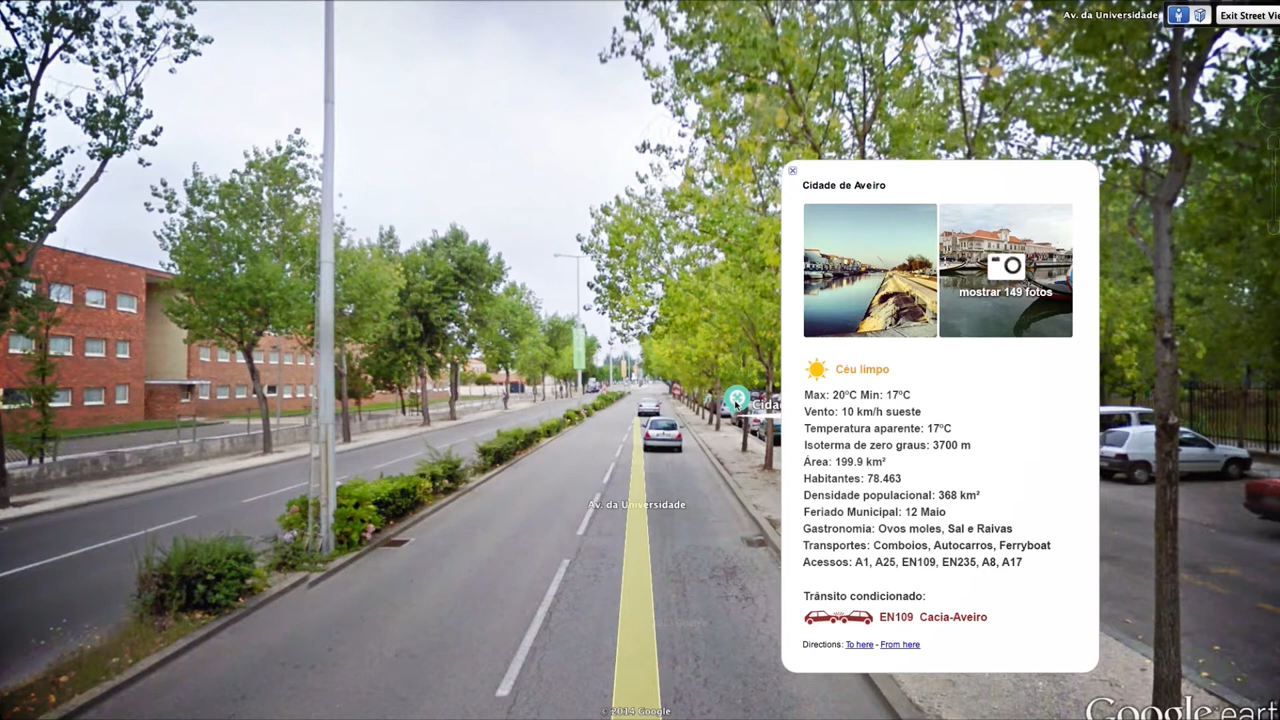 Av. da Universidade
Exit Street Vie
Cidade de Aveiro
mostrar 149 fotos
Céu limpo
Max: 20ºC Min: 17ºC
Vento: 10 km/h sueste
Temperatura aparente: 17ºC
Isoterma de zero graus: 3700 m
Área: 199.9 km²
Habitantes: 78.463
Densidade populacional: 368 km²
Feriado Municipal: 12 Maio
Gastronomia: Ovos moles, Sal e Raivas
Transportes: Comboios, Autocarros, Ferryboat
Acessos: A1, A25, EN109, EN235, A8, A17
Trânsito condicionado:
EN109 Cacia-Aveiro
Directions: To here - From here
Cidad
Av. da Universidade
© 2014 Google
Google eart